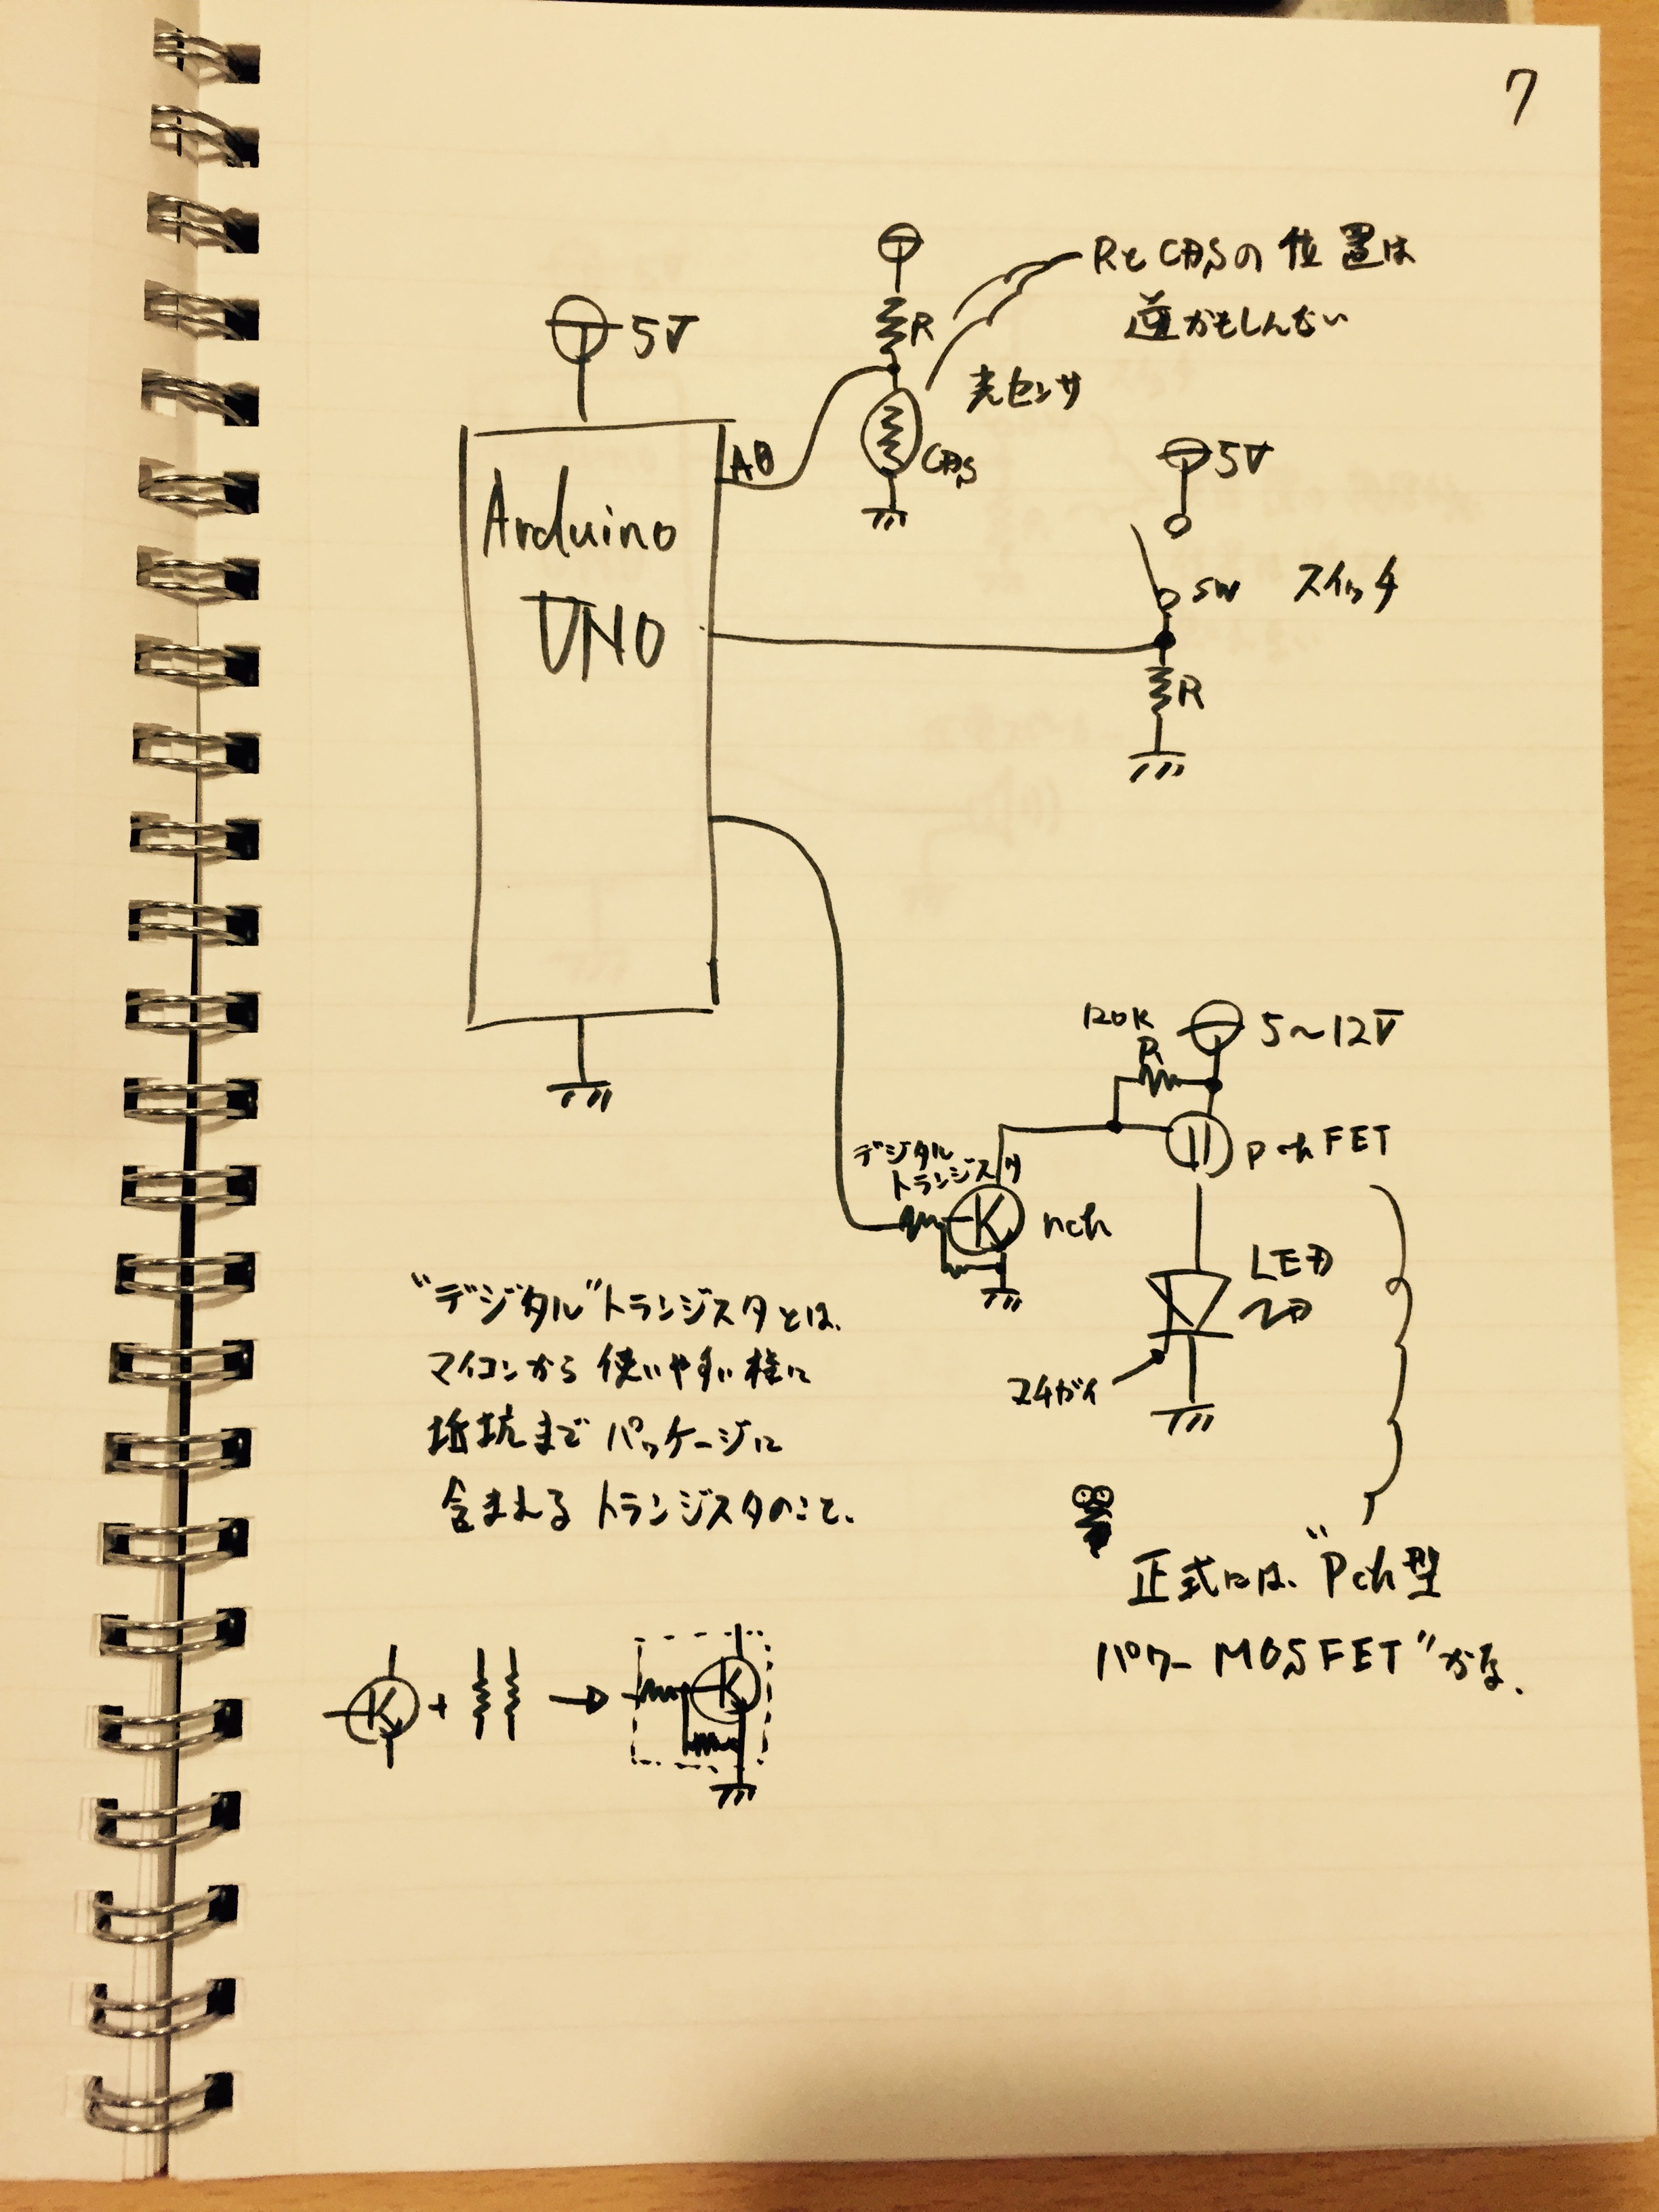 7
RとCDSの位置は
逆かもしんない
5V
R
光センサ
A0
CDS
5V
Arduino
UNO
SW スイッチ
R
120K
R
5~12V
Pch FET
デジタル
トランジスタ
nch
LED
マチガイ
"デジタル"トランジスタとは、
マイコンから使いやすい様に
抵抗までパッケージに
含まれるトランジスタのこと、
正式には、"Pch型
パワーMOSFET"かな、
+